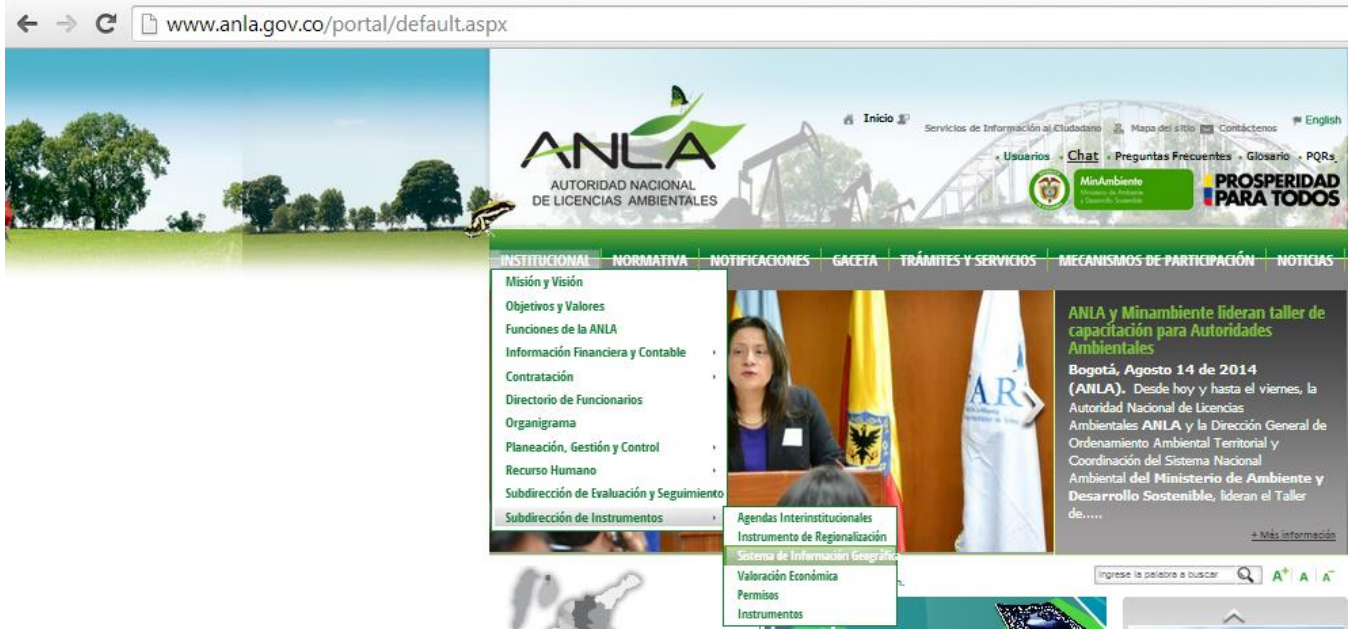 www.anla.gov.co/portal/default.aspx
ANLA
AUTORIDAD NACIONAL
DE LICENCIAS AMBIENTALES
Inicio
Servicios de Información al Ciudadano Mapa del sitio Contáctenos English
Usuarios Chat Preguntas Frecuentes Glosario PQRs
MinAmbiente
Ministerio de Ambiente
y Desarrollo Sostenible
PROSPERIDAD
PARA TODOS
INSTITUCIONAL NORMATIVA NOTIFICACIONES GACETA TRÁMITES Y SERVICIOS MECANISMOS DE PARTICIPACIÓN NOTICIAS
Misión y Visión
Objetivos y Valores
Funciones de la ANLA
Información Financiera y Contable
Contratación
Directorio de Funcionarios
Organigrama
Planeación, Gestión y Control
Recurso Humano
Subdirección de Evaluación y Seguimiento
Subdirección de Instrumentos
Agendas Interinstitucionales
Instrumento de Regionalización
Sistema de Información Geográfica
Valoración Económica
Permisos
Instrumentos
AR
ANLA y Minambiente lideran taller de
capacitación para Autoridades
Ambientales
Bogotá, Agosto 14 de 2014
(ANLA). Desde hoy y hasta el viernes, la
Autoridad Nacional de Licencias
Ambientales ANLA y la Dirección General de
Ordenamiento Ambiental Territorial y
Coordinación del Sistema Nacional
Ambiental del Ministerio de Ambiente y
Desarrollo Sostenible, lideran el Taller
de.....
+ Más información
Ingrese la palabra a buscar A+ A A-